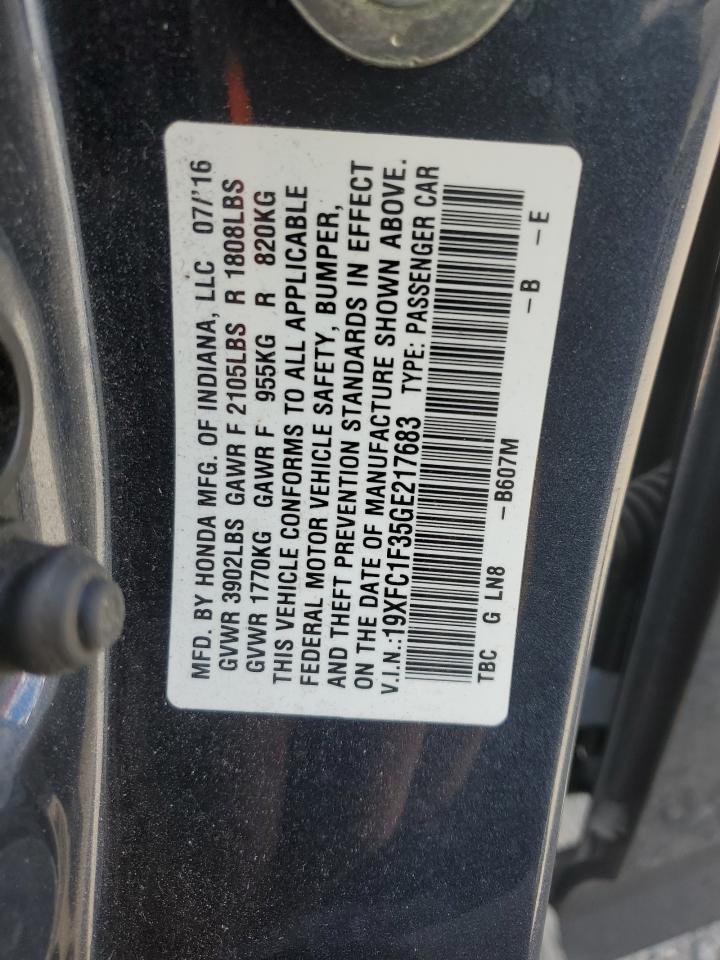 MFD. BY HONDA MFG. OF INDIANA, LLC 07/'16
GVWR 3902LBS GAWR F 2105LBS R 1808LBS
GVWR 1770KG GAWR F 955KG R 820KG
THIS VEHICLE CONFORMS TO ALL APPLICABLE
FEDERAL MOTOR VEHICLE SAFETY, BUMPER,
AND THEFT PREVENTION STANDARDS IN EFFECT
ON THE DATE OF MANUFACTURE SHOWN ABOVE.
V.I.N.:19XFC1F35GE217683 TYPE: PASSENGER CAR
TBC G LN8 -B607M -B -E